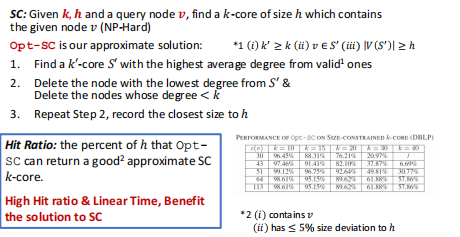 SC: Given k, h and a query node v, find a k-core of size h which contains
the given node v (NP-Hard)
Opt-SC is our approximate solution: *1 (i) k' ≥ k (ii) v ∈ S' (iii) |V(S')| ≥ h
1. Find a k'-core S' with the highest average degree from valid¹ ones
2. Delete the node with the lowest degree from S' &
Delete the nodes whose degree < k
3. Repeat Step 2, record the closest size to h
Hit Ratio: the percent of h that Opt-
SC can return a good² approximate SC
k-core.
High Hit ratio & Linear Time, Benefit
the solution to SC
PERFORMANCE OF Opt-SC ON SIZE-CONSTRAINED k-CORE (DBLP)
c(v) k = 10 k = 15 k = 20 k = 30 k = 40
30 96.45% 88.31% 76.21% 20.97% /
43 97.46% 91.41% 82.10% 37.87% 6.69%
51 99.12% 96.75% 92.64% 49.81% 30.77%
64 98.61% 95.15% 89.62% 61.88% 57.86%
113 98.61% 95.15% 89.62% 61.88% 57.86%
*2 (i) contains v
(ii) has ≤ 5% size deviation to h